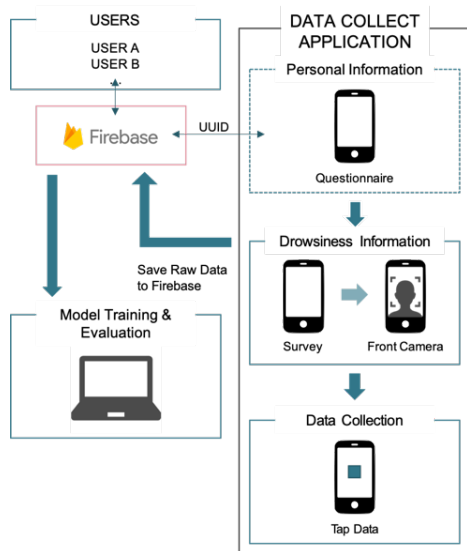 USERS
USER A
USER B
..
Firebase
UUID
Save Raw Data
to Firebase
Model Training &
Evaluation
DATA COLLECT
APPLICATION
Personal Information
Questionnaire
Drowsiness Information
Survey
Front Camera
Data Collection
Tap Data